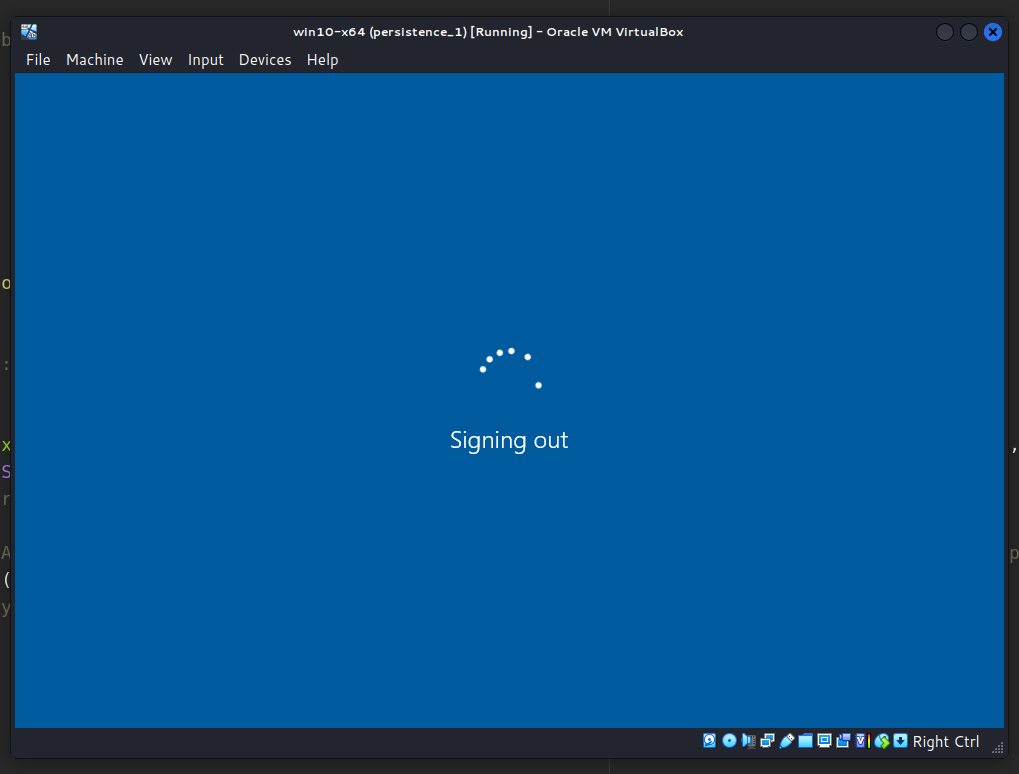 win10-x64 (persistence_1) [Running] - Oracle VM VirtualBox
File Machine View Input Devices Help
Signing out
Right Ctrl